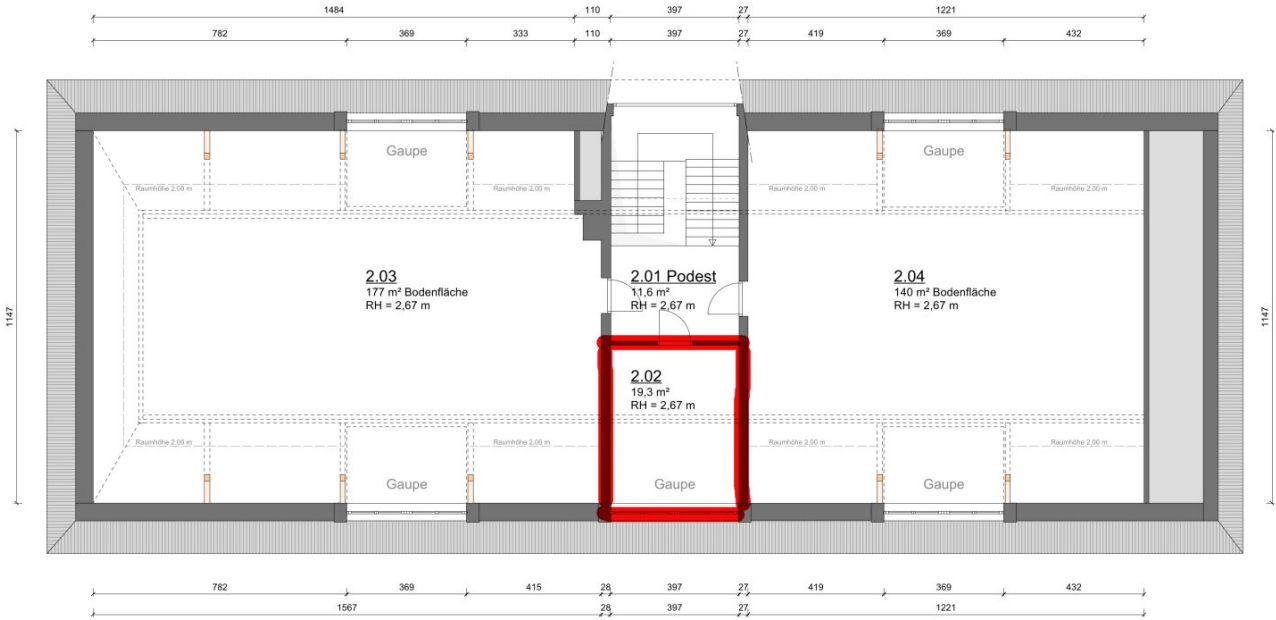 1484 110 397 27 1221
782 369 333 110 397 27 419 369 432
Gaupe Gaupe
Raumhöhe 2,00 m Raumhöhe 2,00 m Raumhöhe 2,00 m Raumhöhe 2,00 m
2.03
177 m² Bodenfläche
RH = 2,67 m
2.01 Podest
11,6 m²
RH = 2,67 m
2.04
140 m² Bodenfläche
RH = 2,67 m
1147
1147
2.02
19,3 m²
RH = 2,67 m
Raumhöhe 2,00 m Raumhöhe 2,00 m Raumhöhe 2,00 m Raumhöhe 2,00 m
Gaupe Gaupe Gaupe
782 369 415 28 397 27 419 369 432
1567 28 397 27 1221